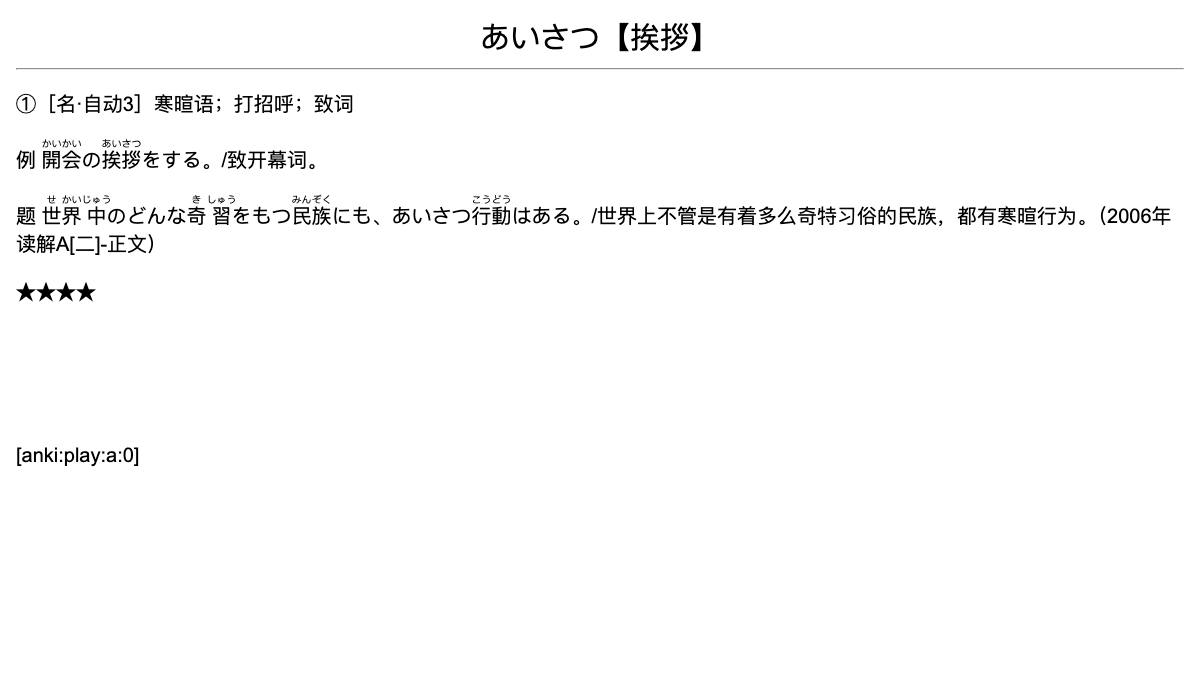 あいさつ【挨拶】
①［名·自动3］寒暄语；打招呼；致词
かいかい あいさつ
例 開会の挨拶をする。/致开幕词。
せ かいじゅう き しゅう みんぞく こうどう
题 世界中のどんな奇習をもつ民族にも、あいさつ行動はある。/世界上不管是有着多么奇特习俗的民族，都有寒暄行为。（2006年
读解A[二]-正文）
★★★★
[anki:play:a:0]